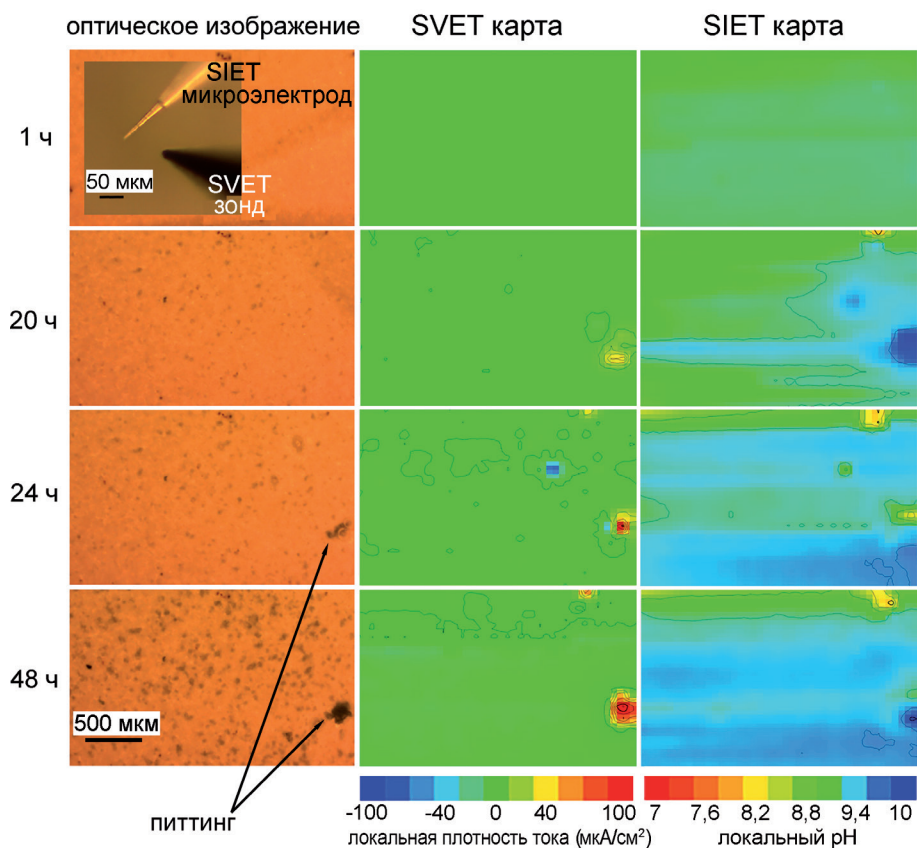 оптическое изображение
SVET карта
SIET карта
1 ч
SIET
микроэлектрод
50 мкм
SVET
зонд
20 ч
24 ч
48 ч
500 мкм
питтинг
-100 -40 0 40 100
локальная плотность тока (мкА/см²)
7 7,6 8,2 8,8 9,4 10
локальный pH